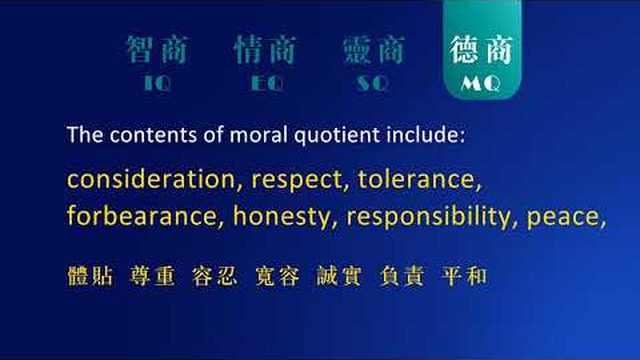 智商 情商 靈商 德商
IQ EQ SQ MQ
The contents of moral quotient include:
consideration, respect, tolerance,
forbearance, honesty, responsibility, peace,
體貼 尊重 容忍 寬容 誠實 負責 平和